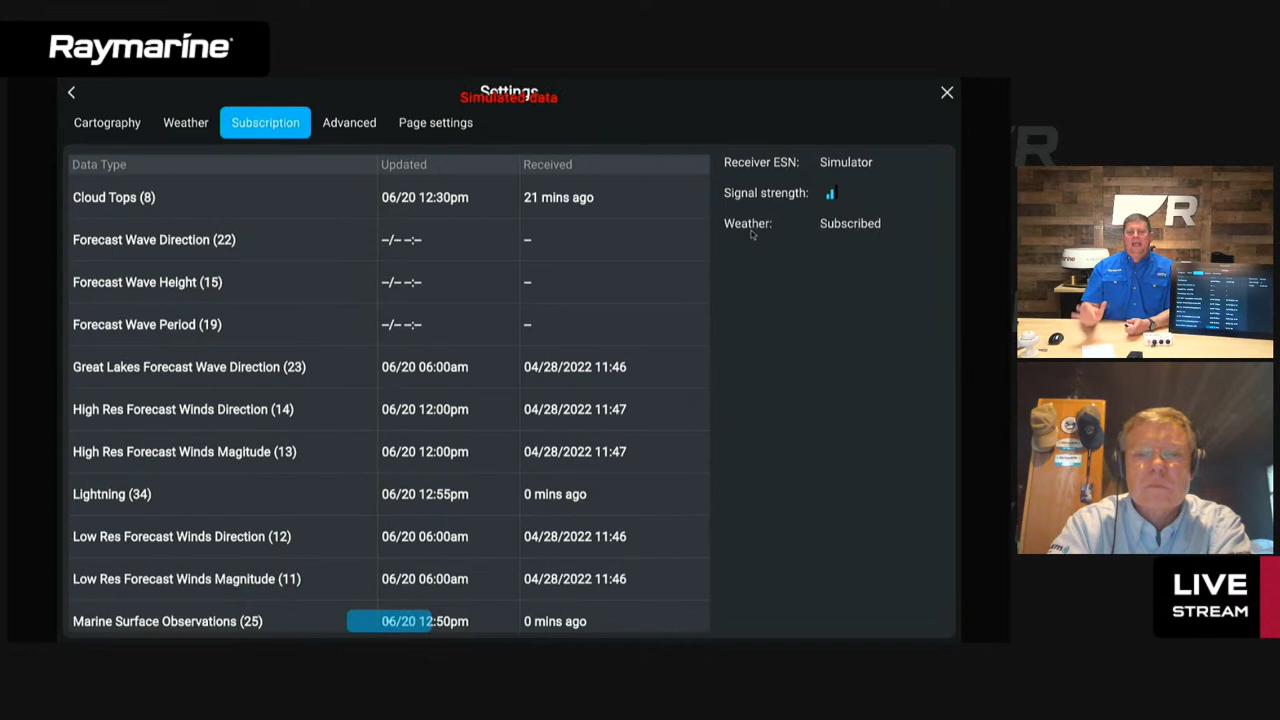 Raymarine
Settings
Simulated data
Cartography Weather Subscription Advanced Page settings
Data Type Updated Received
Cloud Tops (8) 06/20 12:30pm 21 mins ago
Forecast Wave Direction (22) --/-- --:-- --
Forecast Wave Height (15) --/-- --:-- --
Forecast Wave Period (19) --/-- --:-- --
Great Lakes Forecast Wave Direction (23) 06/20 06:00am 04/28/2022 11:46
High Res Forecast Winds Direction (14) 06/20 12:00pm 04/28/2022 11:47
High Res Forecast Winds Magitude (13) 06/20 12:00pm 04/28/2022 11:47
Lightning (34) 06/20 12:55pm 0 mins ago
Low Res Forecast Winds Direction (12) 06/20 06:00am 04/28/2022 11:46
Low Res Forecast Winds Magnitude (11) 06/20 06:00am 04/28/2022 11:46
Marine Surface Observations (25) 06/20 12:50pm 0 mins ago
Receiver ESN: Simulator
Signal strength:
Weather: Subscribed
LIVE
STREAM